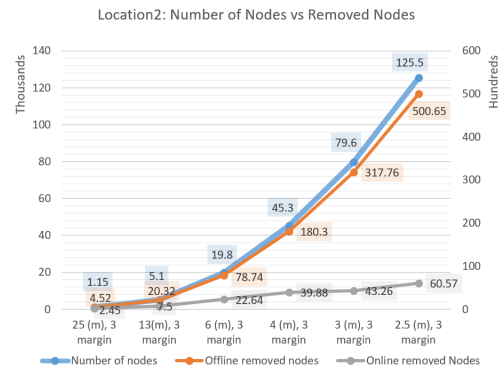 Location2: Number of Nodes vs Removed Nodes
Thousands
Hundreds
140
120
100
80
60
40
20
0
600
500
400
300
200
100
0
1.15
5.1
19.8
45.3
79.6
125.5
4.52
20.32
78.74
180.3
317.76
500.65
2.45
7.5
22.64
39.88
43.26
60.57
25 (m), 3 margin
13(m), 3 margin
6 (m), 3 margin
4 (m), 3 margin
3 (m), 3 margin
2.5 (m), 3 margin
Number of nodes
Offline removed nodes
Online removed Nodes